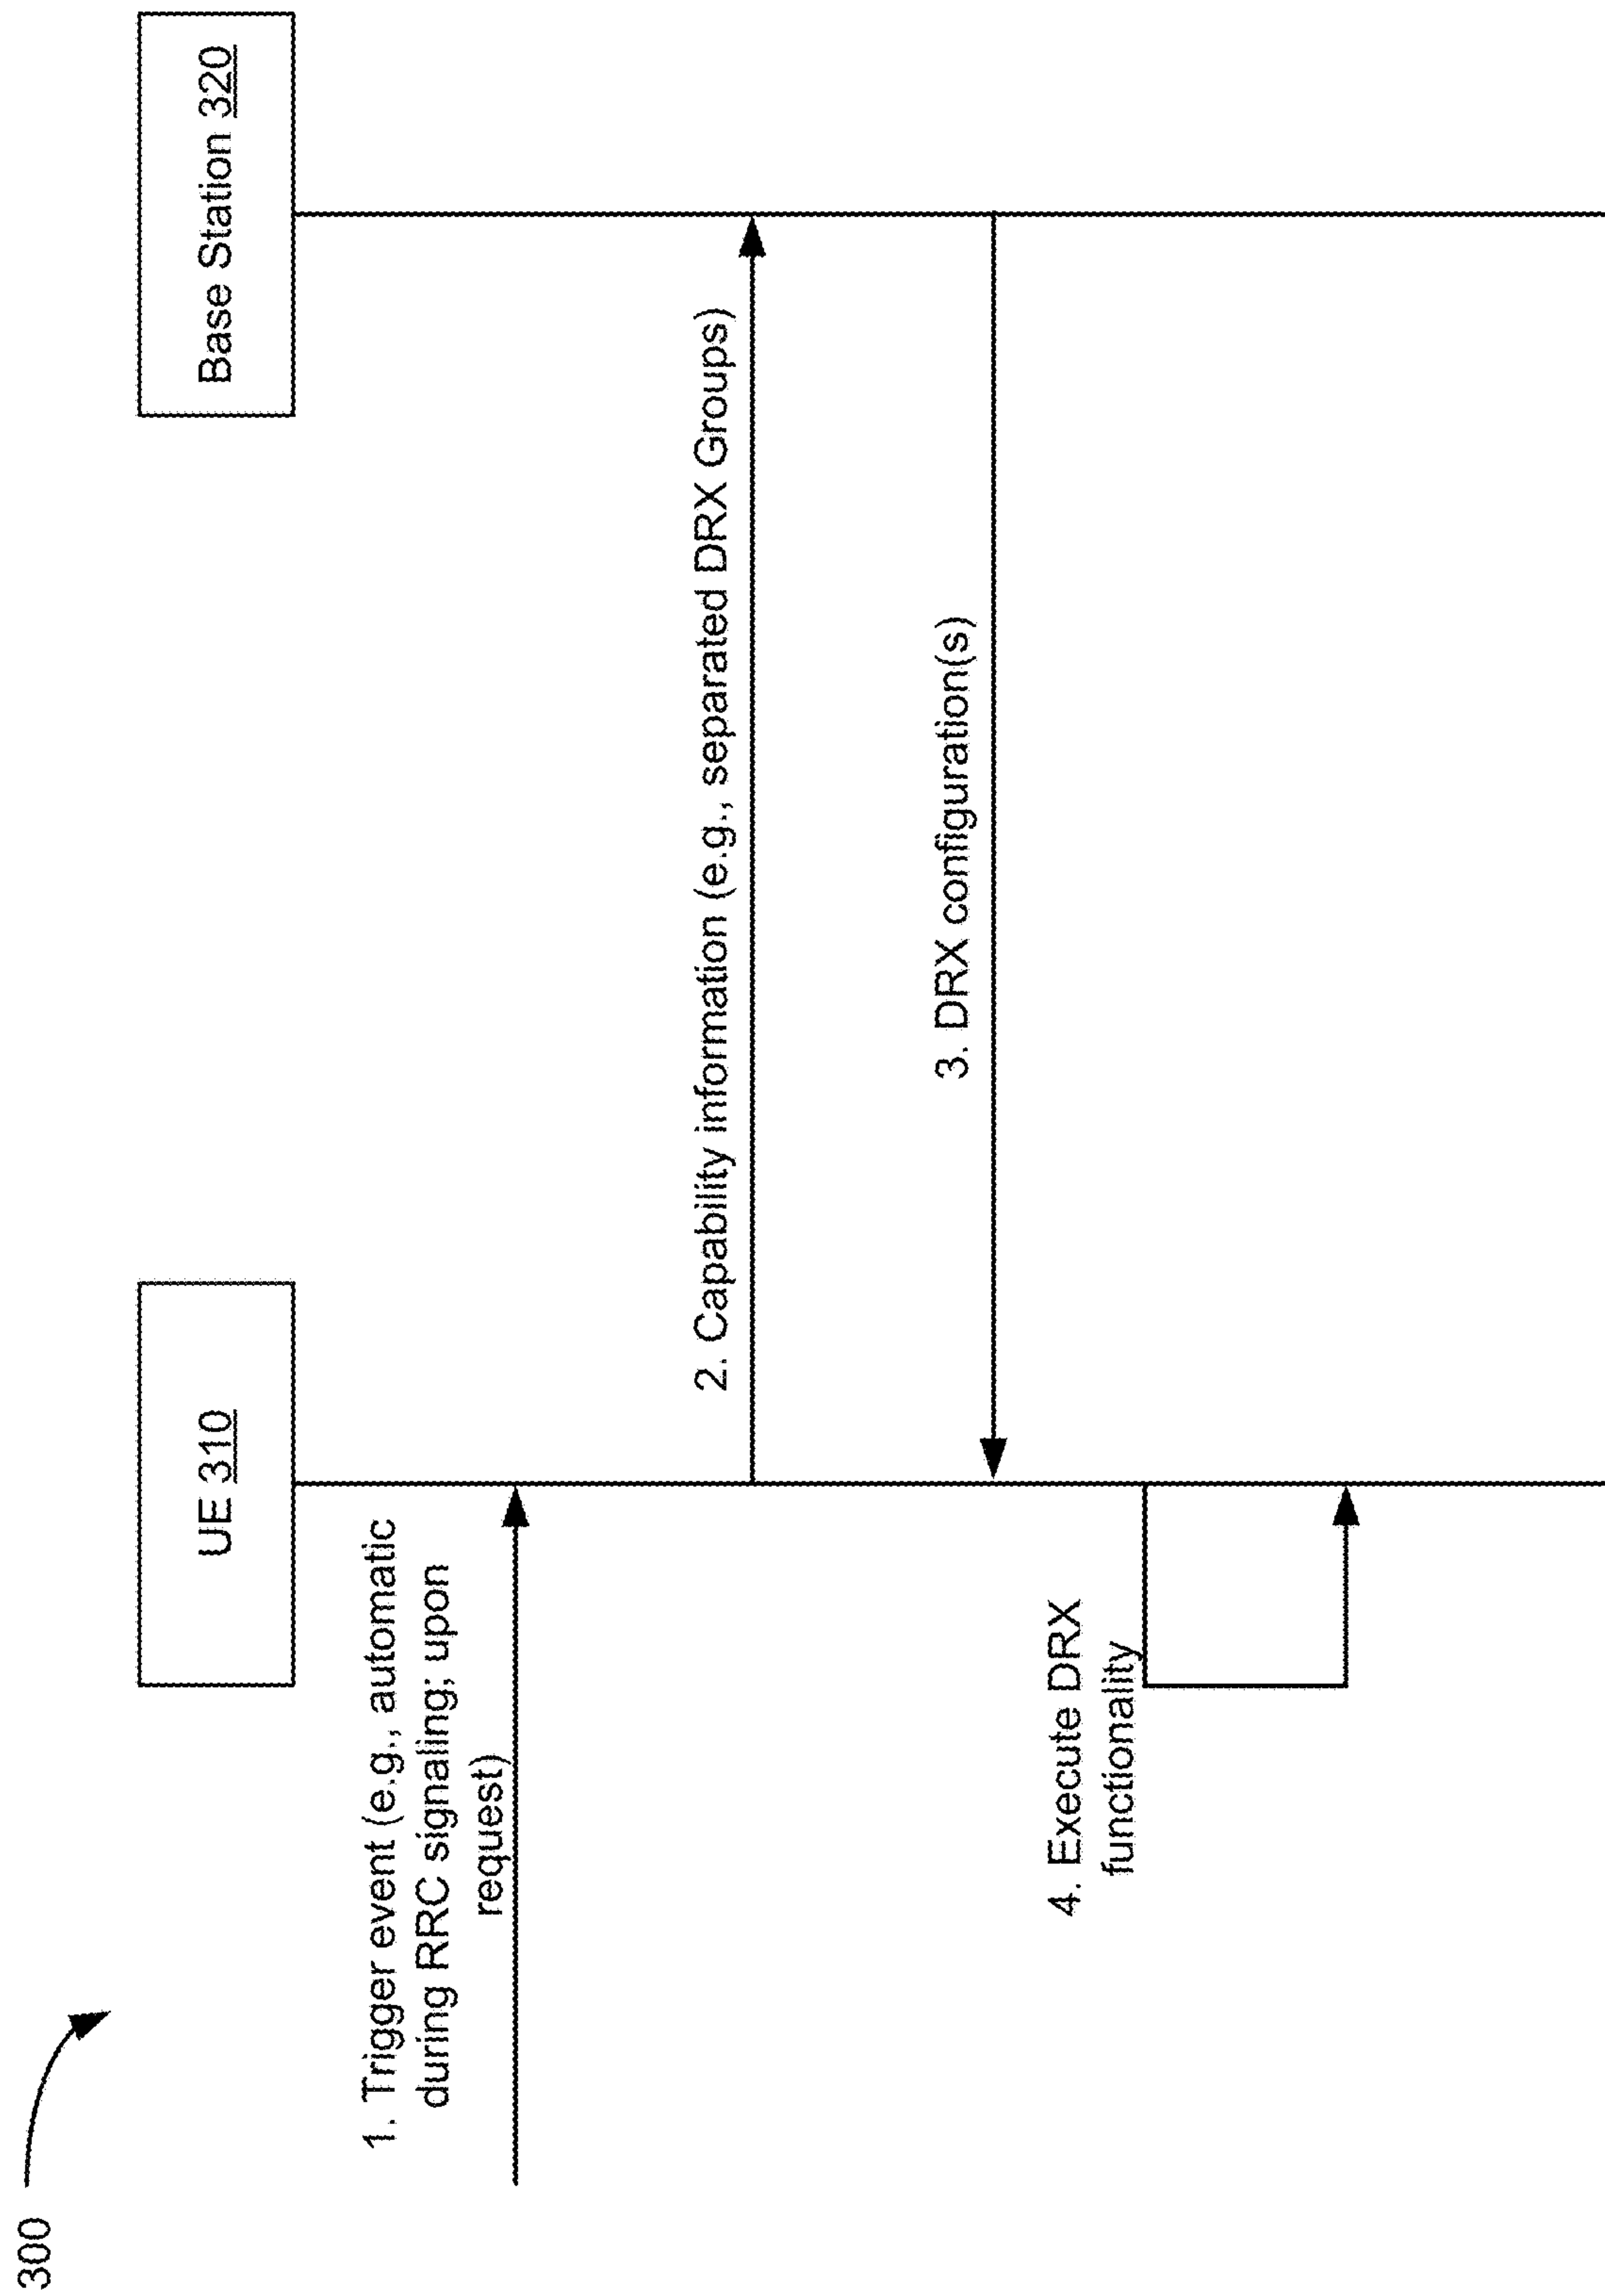 300
UE 310
Base Station 320
1. Trigger event (e.g., automatic
during RRC signaling; upon
request)
2. Capability information (e.g., separated DRX Groups)
3. DRX configuration(s)
4. Execute DRX
functionality